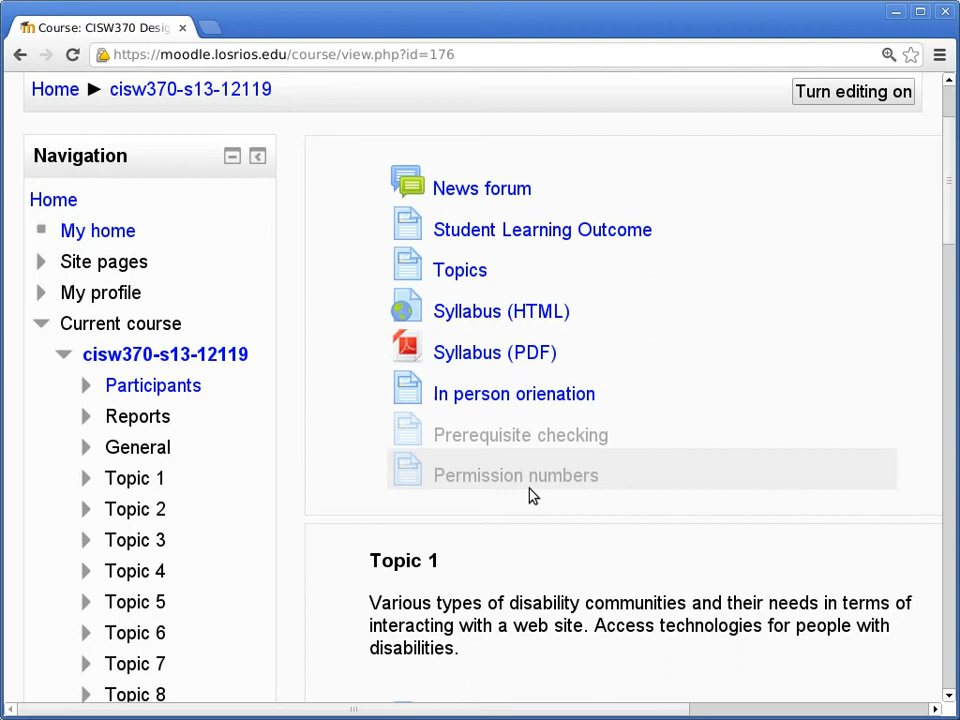 Course: CISW370 Desig
https://moodle.losrios.edu/course/view.php?id=176
Home ► cisw370-s13-12119
Turn editing on
Navigation
Home
My home
Site pages
My profile
Current course
cisw370-s13-12119
Participants
Reports
General
Topic 1
Topic 2
Topic 3
Topic 4
Topic 5
Topic 6
Topic 7
Topic 8
News forum
Student Learning Outcome
Topics
Syllabus (HTML)
Syllabus (PDF)
In person orienation
Prerequisite checking
Permission numbers
Topic 1
Various types of disability communities and their needs in terms of
interacting with a web site. Access technologies for people with
disabilities.